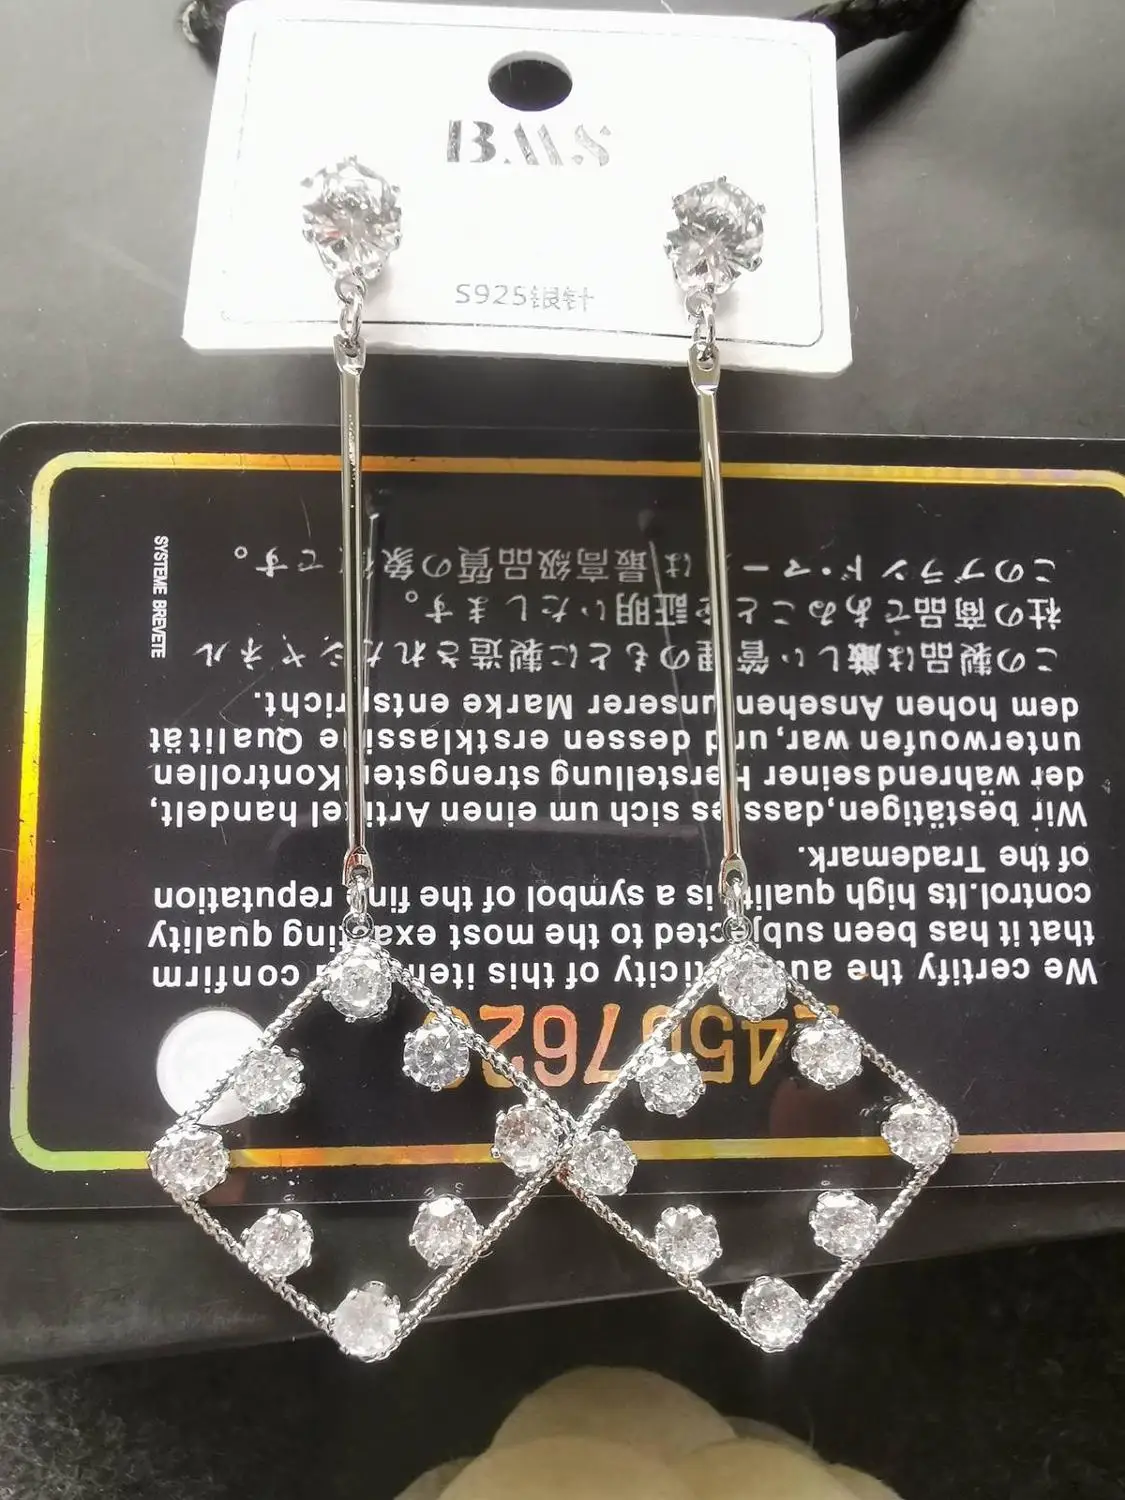 BMS
S925银针
SYSTEME BREVETE
We certify the authenticity of this item and confirm
that it has been subjected to the most exacting quality
control.Its high quality is a symbol of the fine reputation
of the Trademark.
Wir bestätigen,dass es sich um einen Artikel handelt,
der während seiner Herstellung strengsten Kontrollen
unterwoufen war,und dessen erstklassine Qualität
dem hohen Ansehen unserer Marke entspricht.
この製品は厳しい管理のもとに製造されたシャネル
社の商品であることを証明いたします。
このブランド・マークは最高級品質の象徴です。